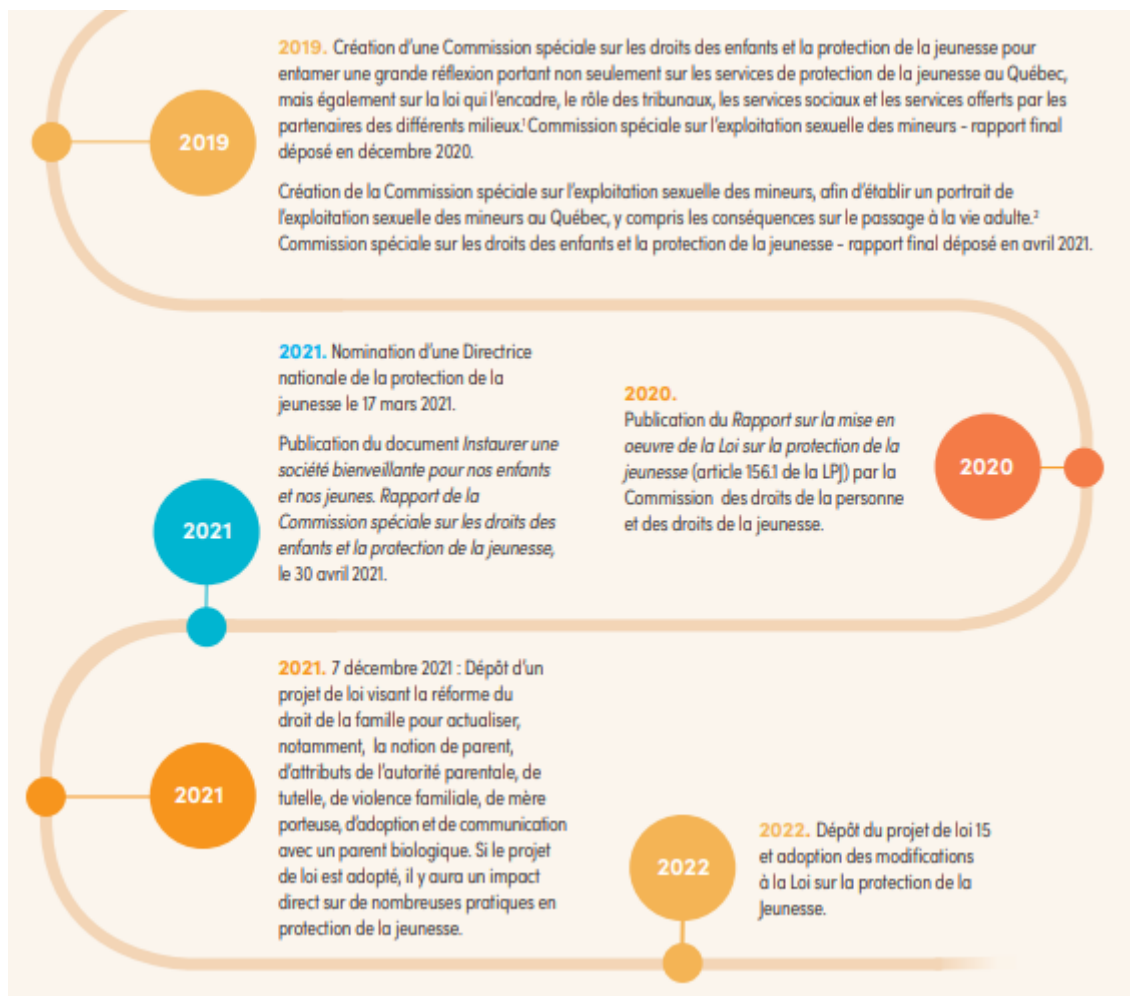 2019. Création d'une Commission spéciale sur les droits des enfants et la protection de la jeunesse pour
entamer une grande réflexion portant non seulement sur les services de protection de la jeunesse au Québec,
mais également sur la loi qui l'encadre, le rôle des tribunaux, les services sociaux et les services offerts par les
partenaires des différents milieux.¹ Commission spéciale sur l'exploitation sexuelle des mineurs - rapport final
déposé en décembre 2020.
2019
Création de la Commission spéciale sur l'exploitation sexuelle des mineurs, afin d'établir un portrait de
l'exploitation sexuelle des mineurs au Québec, y compris les conséquences sur le passage à la vie adulte.²
Commission spéciale sur les droits des enfants et la protection de la jeunesse - rapport final déposé en avril 2021.
2020.
Publication du Rapport sur la mise en
oeuvre de la Loi sur la protection de la
jeunesse (article 156.1 de la LPJ) par la
Commission des droits de la personne
et des droits de la jeunesse.
2020
2021. Nomination d'une Directrice
nationale de la protection de la
jeunesse le 17 mars 2021.
Publication du document Instaurer une
société bienveillante pour nos enfants
et nos jeunes. Rapport de la
Commission spéciale sur les droits des
enfants et la protection de la jeunesse,
le 30 avril 2021.
2021
2021. 7 décembre 2021 : Dépôt d'un
projet de loi visant la réforme du
droit de la famille pour actualiser,
notamment, la notion de parent,
d'attributs de l'autorité parentale, de
tutelle, de violence familiale, de mère
porteuse, d'adoption et de communication
avec un parent biologique. Si le projet
de loi est adopté, il y aura un impact
direct sur de nombreuses pratiques en
protection de la jeunesse.
2021
2022. Dépôt du projet de loi 15
et adoption des modifications
à la Loi sur la protection de la
Jeunesse.
2022